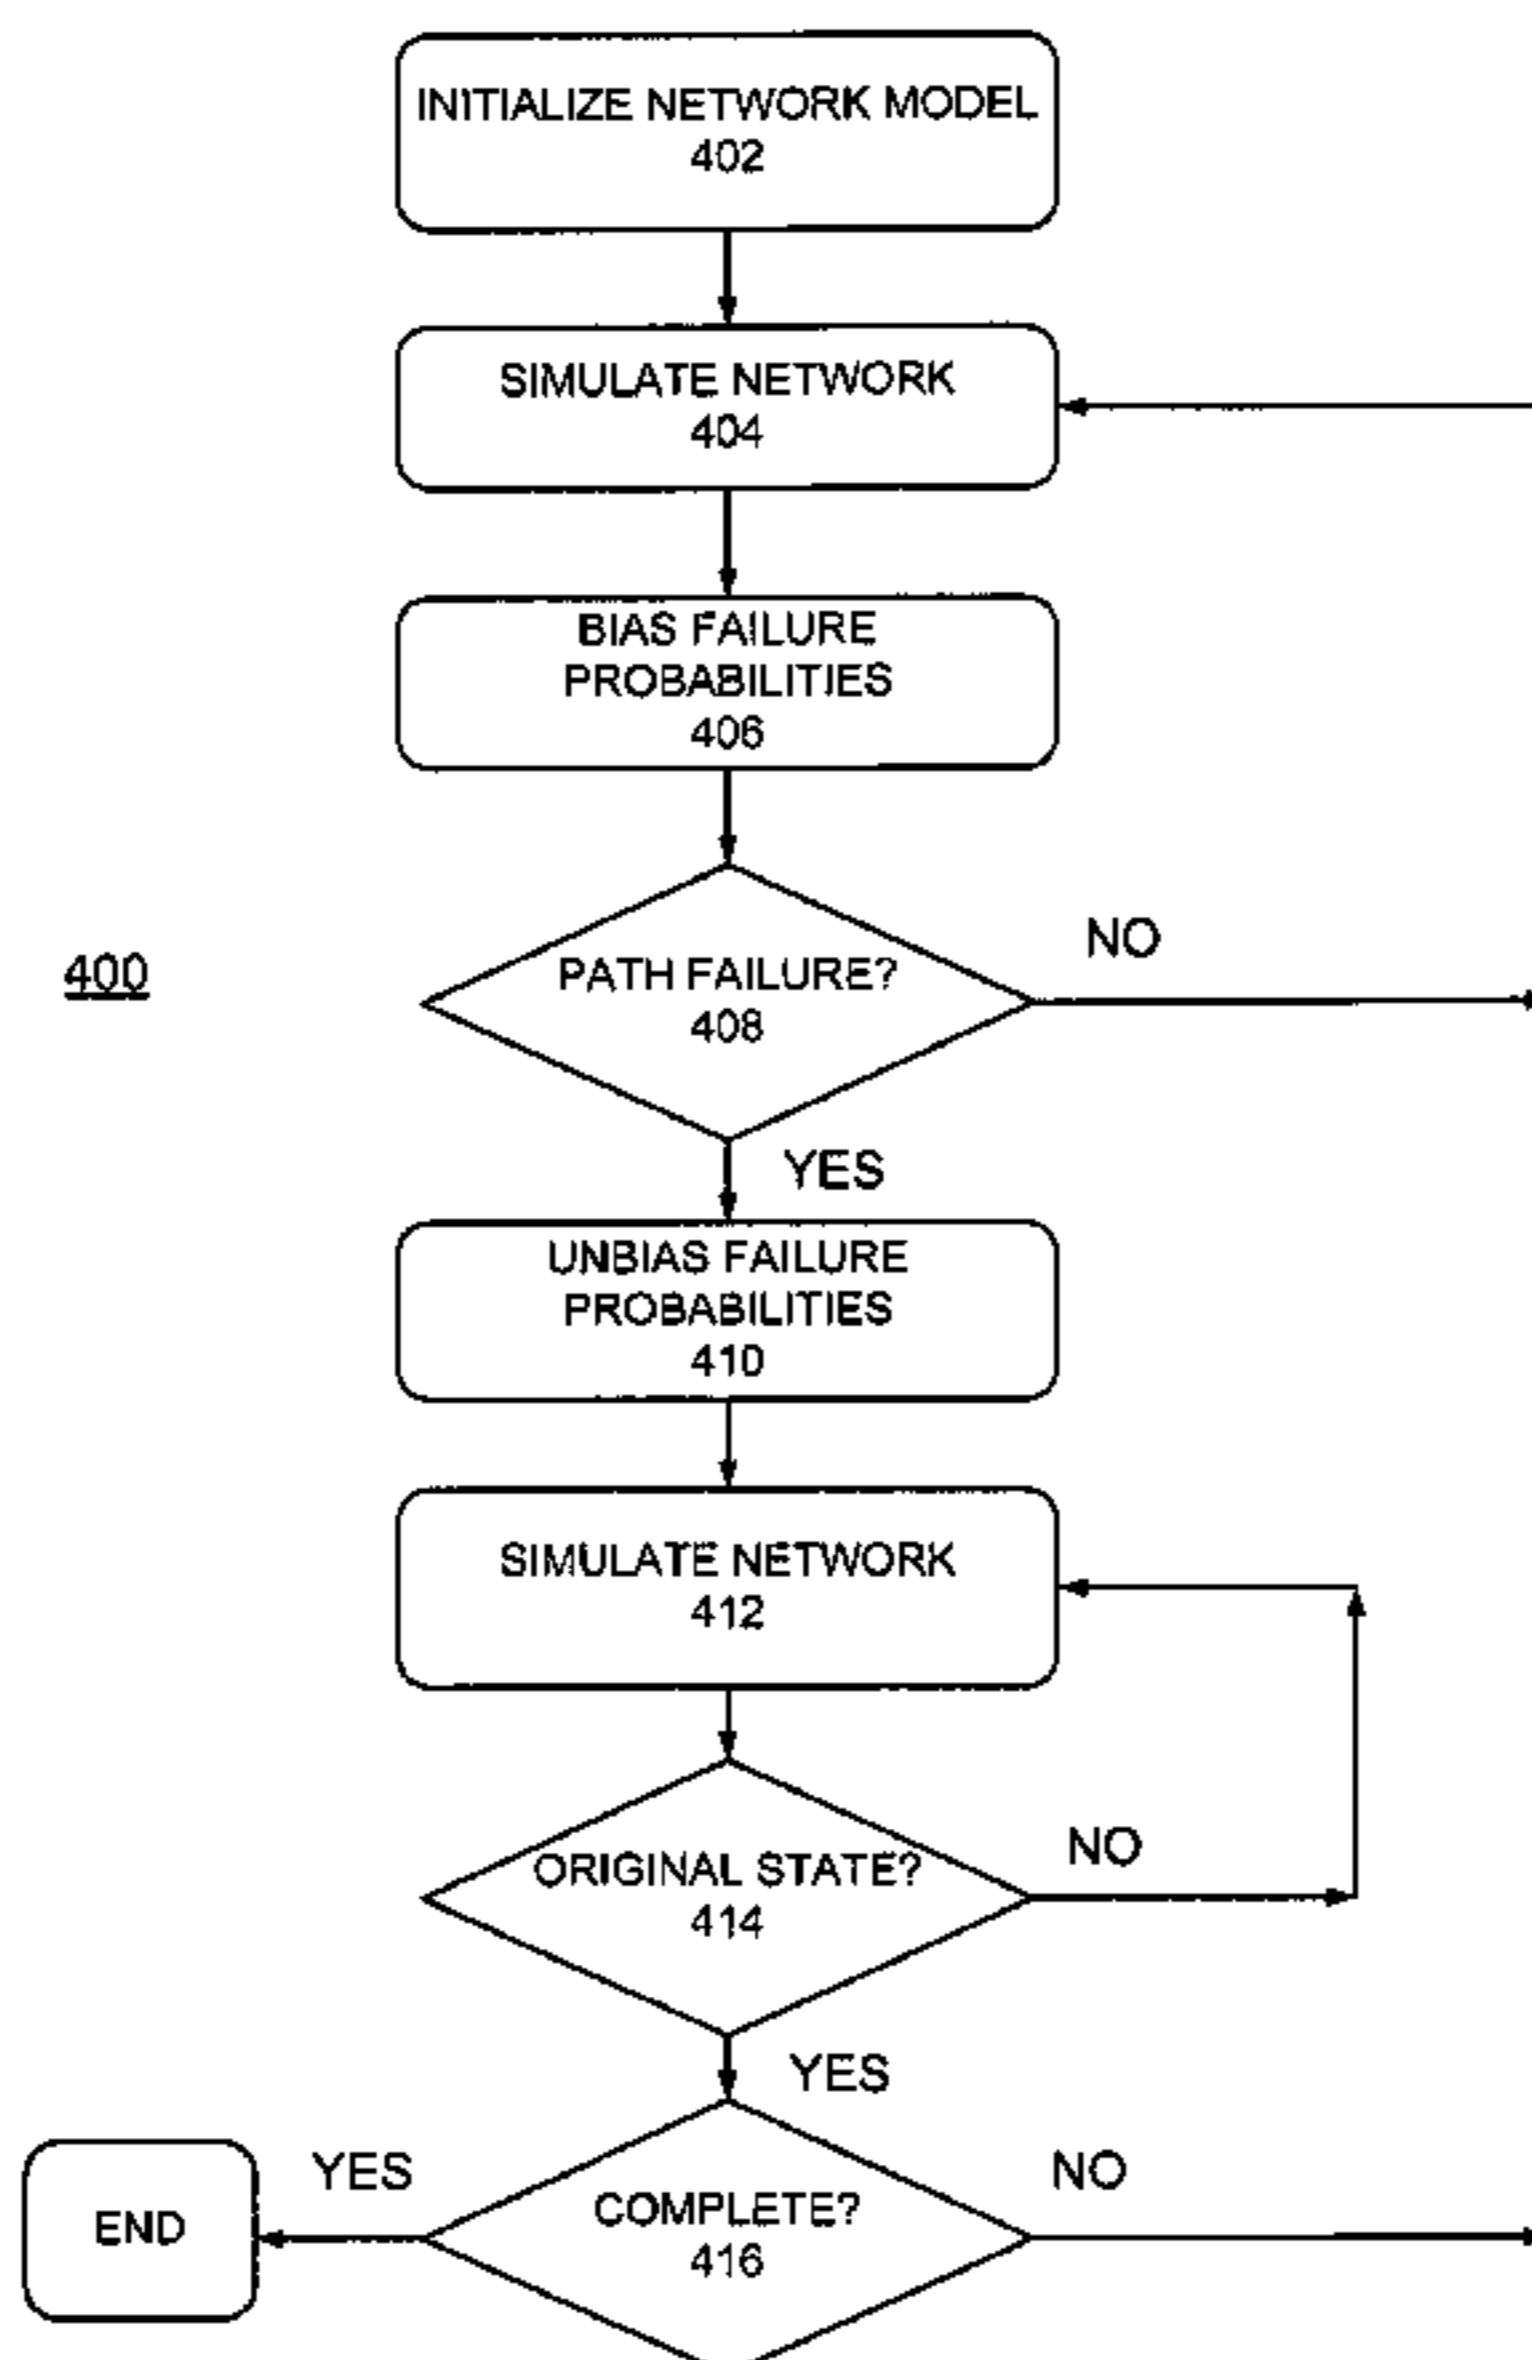 INITIALIZE NETWORK MODEL
402
SIMULATE NETWORK
404
BIAS FAILURE
PROBABILITIES
406
400
PATH FAILURE?
408
NO
YES
UNBIAS FAILURE
PROBABILITIES
410
SIMULATE NETWORK
412
ORIGINAL STATE?
414
NO
YES
END
YES
COMPLETE?
416
NO